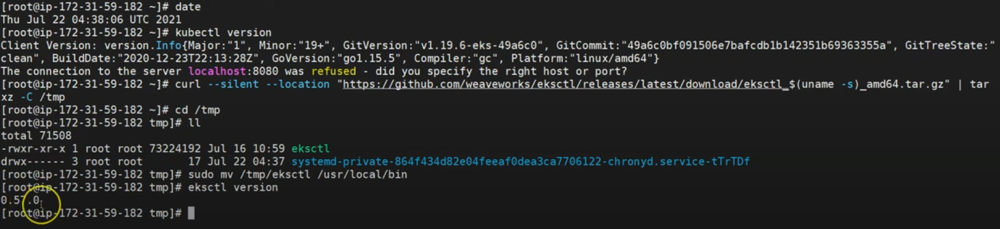 [root@ip-172-31-59-182 ~]# date
Thu Jul 22 04:38:06 UTC 2021
[root@ip-172-31-59-182 ~]# kubectl version
Client Version: version.Info{Major:"1", Minor:"19+", GitVersion:"v1.19.6-eks-49a6c0", GitCommit:"49a6c0bf091506e7bafcdb1b142351b69363355a", GitTreeState:"
clean", BuildDate:"2020-12-23T22:13:28Z", GoVersion:"go1.15.5", Compiler:"gc", Platform:"linux/amd64"}
The connection to the server localhost:8080 was refused - did you specify the right host or port?
[root@ip-172-31-59-182 ~]# curl --silent --location "https://github.com/weaveworks/eksctl/releases/latest/download/eksctl_$(uname -s)_amd64.tar.gz" | tar
xz -C /tmp
[root@ip-172-31-59-182 ~]# cd /tmp
[root@ip-172-31-59-182 tmp]# ll
total 71508
-rwxr-xr-x 1 root root 73224192 Jul 16 10:59 eksctl
drwx------ 3 root root       17 Jul 22 04:37 systemd-private-864f434d82e04feeaf0dea3ca7706122-chronyd.service-tTrTDf
[root@ip-172-31-59-182 tmp]# sudo mv /tmp/eksctl /usr/local/bin
[root@ip-172-31-59-182 tmp]# eksctl version
0.57.0
[root@ip-172-31-59-182 tmp]#